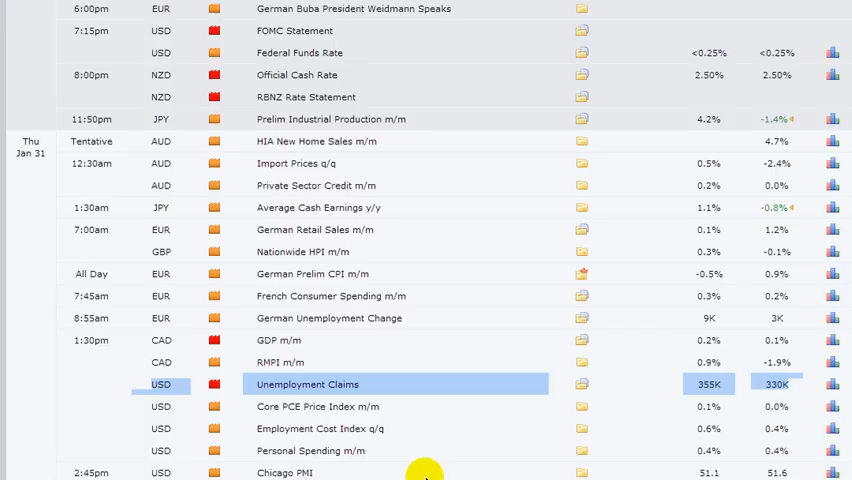 6:00pm EUR German Buba President Weidmann Speaks
7:15pm USD FOMC Statement
USD Federal Funds Rate <0.25% <0.25%
8:00pm NZD Official Cash Rate 2.50% 2.50%
NZD RBNZ Rate Statement
11:50pm JPY Prelim Industrial Production m/m 4.2% -1.4%
Thu Tentative AUD HIA New Home Sales m/m 4.7%
Jan 31
12:30am AUD Import Prices q/q 0.5% -2.4%
AUD Private Sector Credit m/m 0.2% 0.0%
1:30am JPY Average Cash Earnings y/y 1.1% -0.8%
7:00am EUR German Retail Sales m/m 0.1% 1.2%
GBP Nationwide HPI m/m 0.3% -0.1%
All Day EUR German Prelim CPI m/m -0.5% 0.9%
7:45am EUR French Consumer Spending m/m 0.3% 0.2%
8:55am EUR German Unemployment Change 9K 3K
1:30pm CAD GDP m/m 0.2% 0.1%
CAD RMPI m/m 0.9% -1.9%
USD Unemployment Claims 355K 330K
USD Core PCE Price Index m/m 0.1% 0.0%
USD Employment Cost Index q/q 0.6% 0.4%
USD Personal Spending m/m 0.4% 0.4%
2:45pm USD Chicago PMI 51.1 51.6